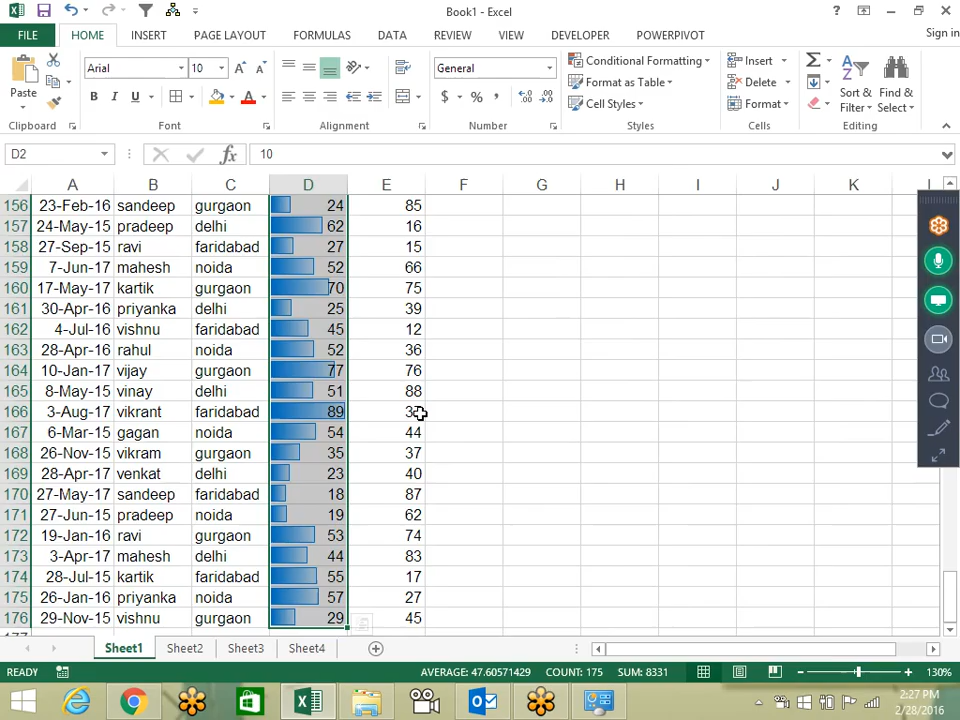 Book1 - Excel
?
FILE HOME INSERT PAGE LAYOUT FORMULAS DATA REVIEW VIEW DEVELOPER POWERPIVOT Sign in
Paste Arial 10 A A General Conditional Formatting Insert Sort & Find &
B I U A $ % , Format as Table Delete Filter Select
Cell Styles Format
Clipboard Font Alignment Number Styles Cells Editing
D2 fx 10
A B C D E F G H I J K
156 23-Feb-16 sandeep gurgaon 24 85
157 24-May-15 pradeep delhi 62 16
158 27-Sep-15 ravi faridabad 27 15
159 7-Jun-17 mahesh noida 52 66
160 17-May-17 kartik gurgaon 70 75
161 30-Apr-16 priyanka delhi 25 39
162 4-Jul-16 vishnu faridabad 45 12
163 28-Apr-16 rahul noida 52 36
164 10-Jan-17 vijay gurgaon 77 76
165 8-May-15 vinay delhi 51 88
166 3-Aug-17 vikrant faridabad 89
167 6-Mar-15 gagan noida 54 44
168 26-Nov-15 vikram gurgaon 35 37
169 28-Apr-17 venkat delhi 23 40
170 27-May-17 sandeep faridabad 18 87
171 27-Jun-15 pradeep noida 19 62
172 19-Jan-16 ravi gurgaon 53 74
173 3-Apr-17 mahesh delhi 44 83
174 28-Jul-15 kartik faridabad 55 17
175 26-Jan-16 priyanka noida 57 27
176 29-Nov-15 vishnu gurgaon 29 45
Sheet1 Sheet2 Sheet3 Sheet4
READY AVERAGE: 47.60571429 COUNT: 175 SUM: 8331 130%
2:27 PM
2/28/2016